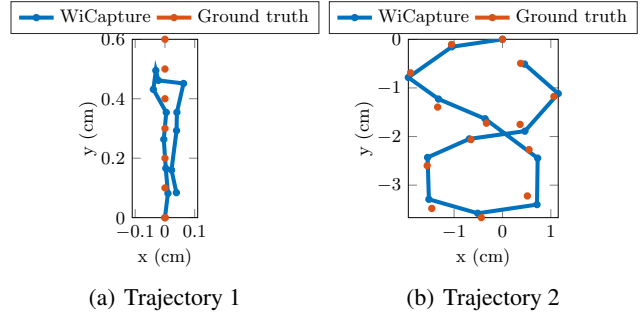 WiCapture Ground truth
WiCapture Ground truth
0.6
0.4
0.2
0
y (cm)
−0.1 0 0.1
x (cm)
0
−1
−2
−3
y (cm)
−1 0 1
x (cm)
(a) Trajectory 1
(b) Trajectory 2